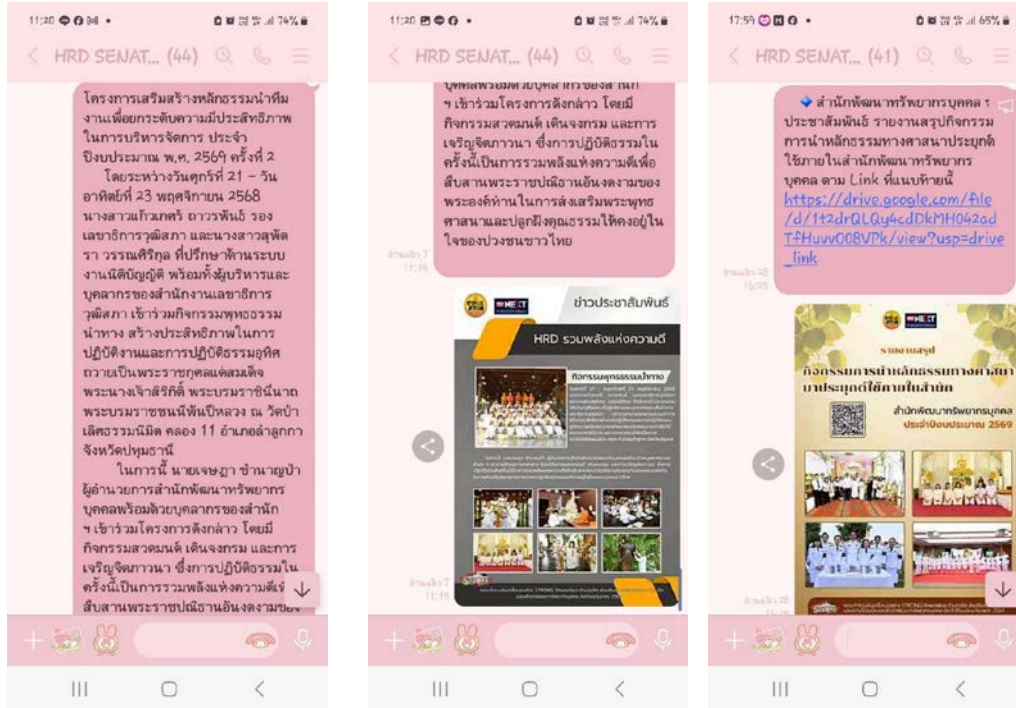 11:20
74%
HRD SENAT... (44)
โครงการเสริมสร้างหลักธรรมนำทีม
งานเพื่อยกระดับความมีประสิทธิภาพ
ในการบริหารจัดการ ประจำ
ปีงบประมาณ พ.ศ. 2569 ครั้งที่ 2
โดยระหว่างวันศุกร์ที่ 21 – วัน
อาทิตย์ที่ 23 พฤศจิกายน 2568
นางสาวแก้วเกศร์ ถาวรพันธ์ รอง
เลขาธิการวุฒิสภา และนางสาวสุพัต
รา วรรณศิริกุล ที่ปรึกษาด้านระบบ
งานนิติบัญญัติ พร้อมทั้งผู้บริหารและ
บุคลากรของสำนักงานเลขาธิการ
วุฒิสภา เข้าร่วมกิจกรรมพุทธธรรม
นำทาง สร้างประสิทธิภาพในการ
ปฏิบัติงานและการปฏิบัติธรรมอุทิศ
ถวายเป็นพระราชกุศลแด่สมเด็จ
พระนางเจ้าสิริกิติ์ พระบรมราชินีนาถ
พระบรมราชชนนีพันปีหลวง ณ วัดป่า
เลิศธรรมนิมิต คลอง 11 อำเภอลำลูกกา
จังหวัดปทุมธานี
ในการนี้ นายเจษฎา ชำนาญป่า
ผู้อำนวยการสำนักพัฒนาทรัพยากร
บุคคลพร้อมด้วยบุคลากรของสำนัก
ฯ เข้าร่วมโครงการดังกล่าว โดยมี
กิจกรรมสวดมนต์ เดินจงกรม และการ
เจริญจิตภาวนา ซึ่งการปฏิบัติธรรมใน
ครั้งนี้เป็นการรวมพลังแห่งความดีเพื่
สืบสานพระราชปณิธานอันงดงามของ
11:20
74%
HRD SENAT... (44)
บุคคลพร้อมด้วยบุคลากรของสำนัก
ฯ เข้าร่วมโครงการดังกล่าว โดยมี
กิจกรรมสวดมนต์ เดินจงกรม และการ
เจริญจิตภาวนา ซึ่งการปฏิบัติธรรมใน
ครั้งนี้เป็นการรวมพลังแห่งความดีเพื่อ
สืบสานพระราชปณิธานอันงดงามของ
พระองค์ท่านในการส่งเสริมพระพุทธ
ศาสนาและปลูกฝังคุณธรรมให้คงอยู่ใน
ใจของปวงชนชาวไทย
อ่านแล้ว 7
11:15
NEXT
ข่าวประชาสัมพันธ์
HRD รวมพลังแห่งความดี
กิจกรรมพุทธธรรมนำทาง
อ่านแล้ว 7
11:15
17:59
65%
HRD SENAT... (41)
สำนักพัฒนาทรัพยากรบุคคล ร
ประชาสัมพันธ์ รายงานสรุปกิจกรรม
การนำหลักธรรมทางศาสนาประยุกต์
ใช้ภายในสำนักพัฒนาทรัพยากร
บุคคล ตาม Link ที่แนบท้ายนี้
https://drive.google.com/file
/d/1t2drQLQy4cdDkMH042ad
TfHuvvO08VPk/view?usp=drive
_link
NEXT
รายงานสรุป
กิจกรรมการนำหลักธรรมทางศาสนา
มาประยุกต์ใช้ภายในสำนัก
สำนักพัฒนาทรัพยากรบุคคล
ประจำปีงบประมาณ 2569